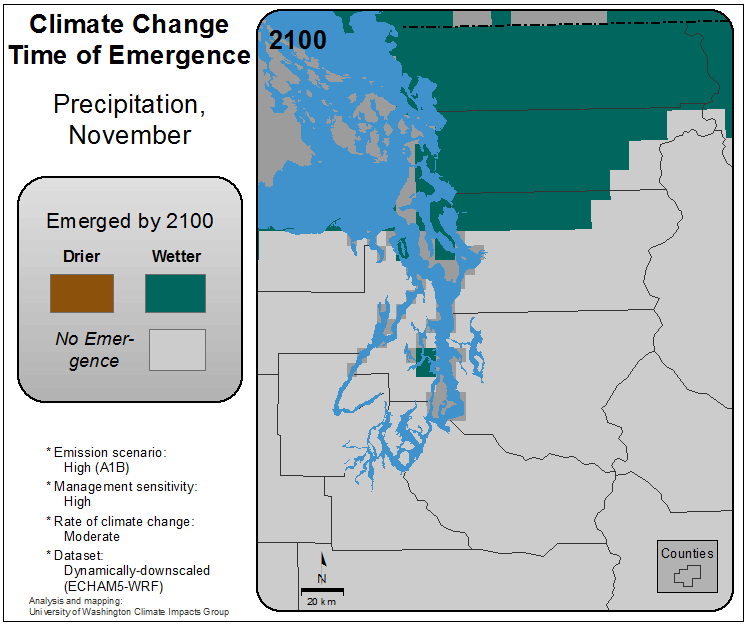 Climate Change
Time of Emergence
Precipitation,
November
Emerged by 2100
Drier
Wetter
No Emer-
gence
* Emission scenario:
High (A1B)
* Management sensitivity:
High
* Rate of climate change:
Moderate
* Dataset:
Dynamically-downscaled
(ECHAM5-WRF)
Analysis and mapping:
University of Washington Climate Impacts Group
2100
N
20 km
Counties